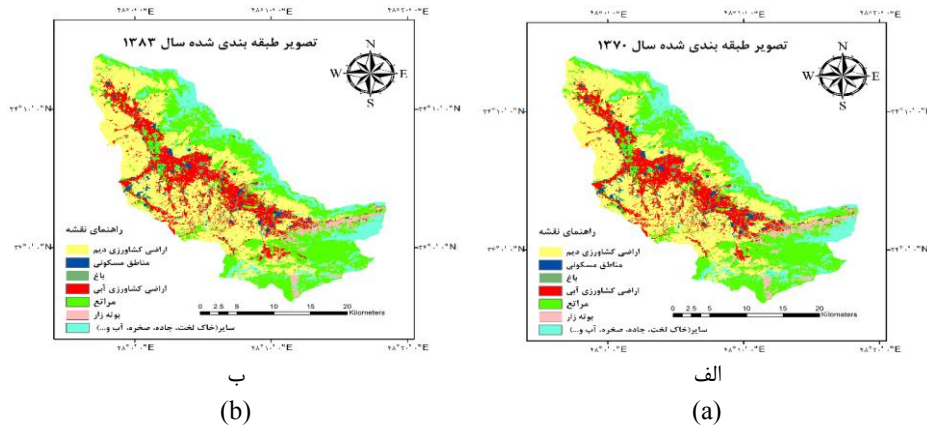 تصویر طبقه بندی شده سال ۱۳۷۰
N
W E
S
راهنمای نقشه
اراضی کشاورزی دیم
مناطق مسکونی
باغ
اراضی کشاورزی آبی
مراتع
بوته زار
سایر(خاک لخت، جاده، صخره، آب و...)
0 2.5 5 10 15 20
Kilometers
الف
(a)
تصویر طبقه بندی شده سال ۱۳۸۳
N
W E
S
راهنمای نقشه
اراضی کشاورزی دیم
مناطق مسکونی
باغ
اراضی کشاورزی آبی
مراتع
بوته زار
سایر(خاک لخت، جاده، صخره، آب و...)
0 2.5 5 10 15 20
Kilometers
ب
(b)